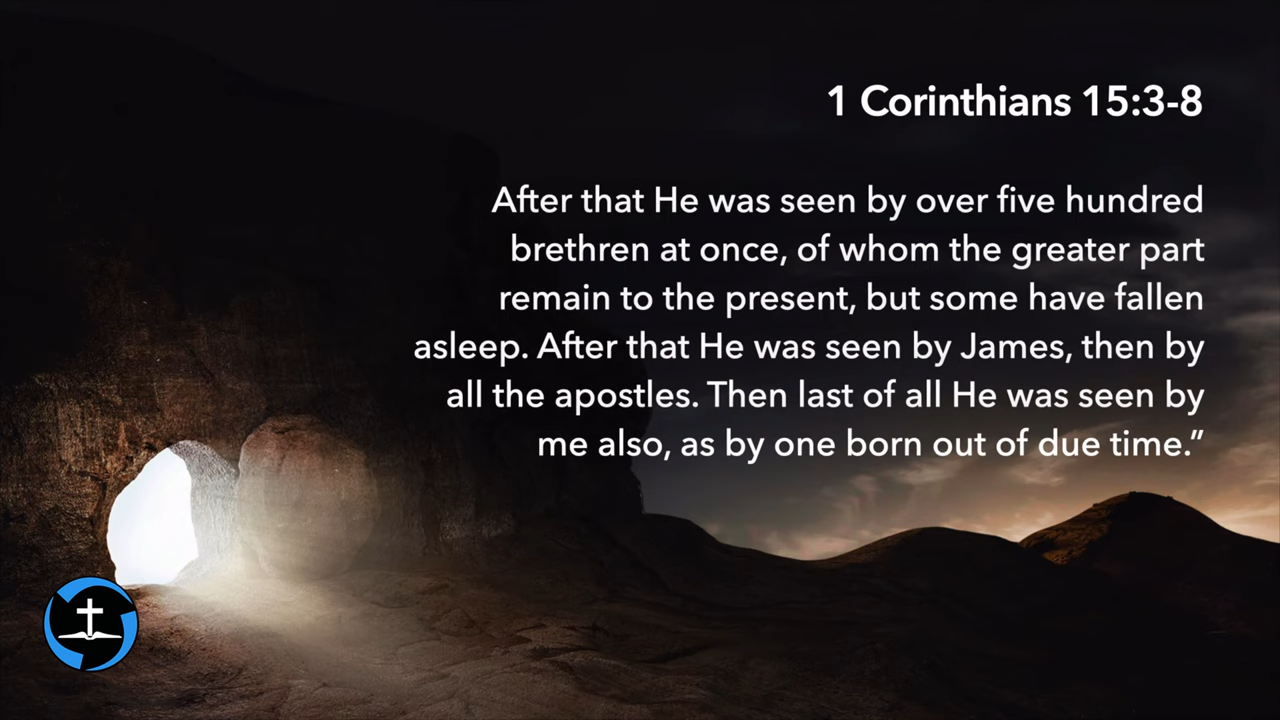 1 Corinthians 15:3-8
After that He was seen by over five hundred
brethren at once, of whom the greater part
remain to the present, but some have fallen
asleep. After that He was seen by James, then by
all the apostles. Then last of all He was seen by
me also, as by one born out of due time.”